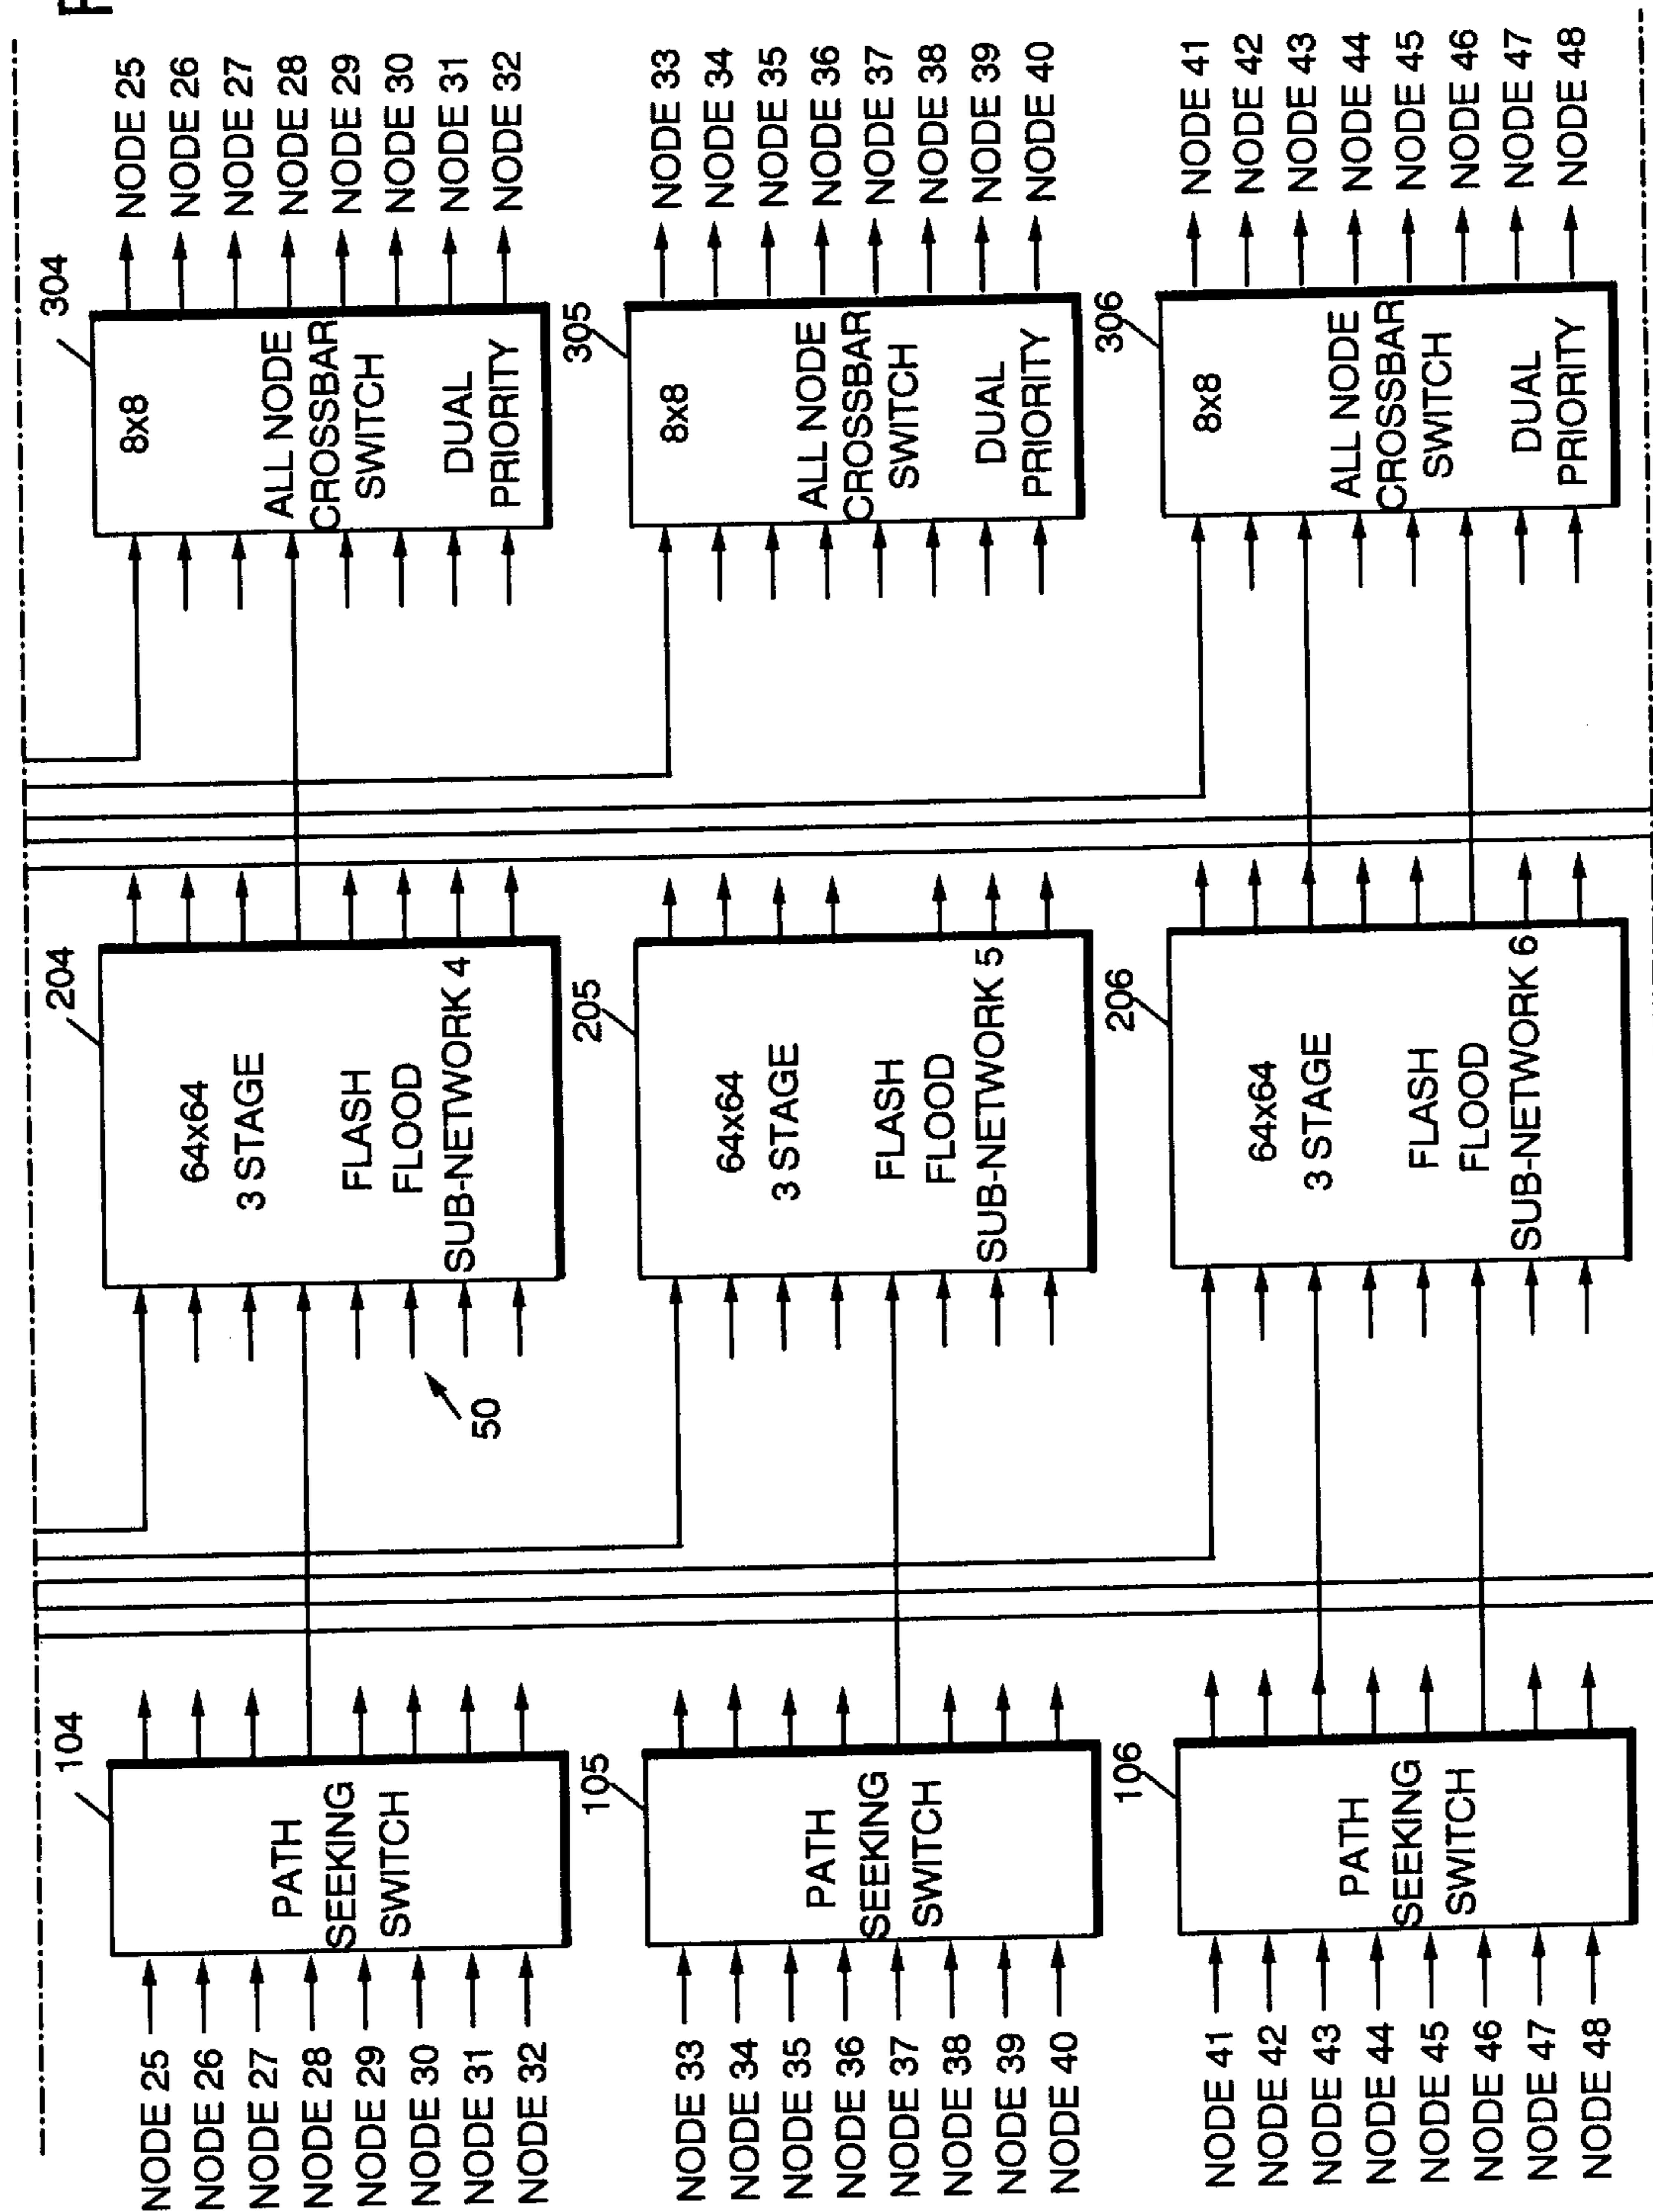 104
204
304
NODE 25
NODE 26
NODE 27
NODE 28
NODE 29
NODE 30
NODE 31
NODE 32
PATH
SEEKING
SWITCH
50
64x64
3 STAGE
FLASH
FLOOD
SUB-NETWORK 4
8x8
ALL NODE
CROSSBAR
SWITCH
DUAL
PRIORITY
NODE 25
NODE 26
NODE 27
NODE 28
NODE 29
NODE 30
NODE 31
NODE 32
105
205
305
NODE 33
NODE 34
NODE 35
NODE 36
NODE 37
NODE 38
NODE 39
NODE 40
PATH
SEEKING
SWITCH
64x64
3 STAGE
FLASH
FLOOD
SUB-NETWORK 5
8x8
ALL NODE
CROSSBAR
SWITCH
DUAL
PRIORITY
NODE 33
NODE 34
NODE 35
NODE 36
NODE 37
NODE 38
NODE 39
NODE 40
106
206
306
NODE 41
NODE 42
NODE 43
NODE 44
NODE 45
NODE 46
NODE 47
NODE 48
PATH
SEEKING
SWITCH
64x64
3 STAGE
FLASH
FLOOD
SUB-NETWORK 6
8x8
ALL NODE
CROSSBAR
SWITCH
DUAL
PRIORITY
NODE 41
NODE 42
NODE 43
NODE 44
NODE 45
NODE 46
NODE 47
NODE 48